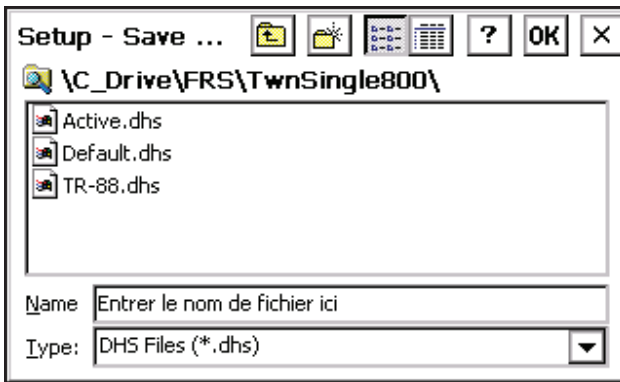 Setup - Save ... ? OK ×
\C_Drive\FRS\TwnSingle800\
Active.dhs
Default.dhs
TR-88.dhs
Name Entrer le nom de fichier ici
Type: DHS Files (*.dhs)